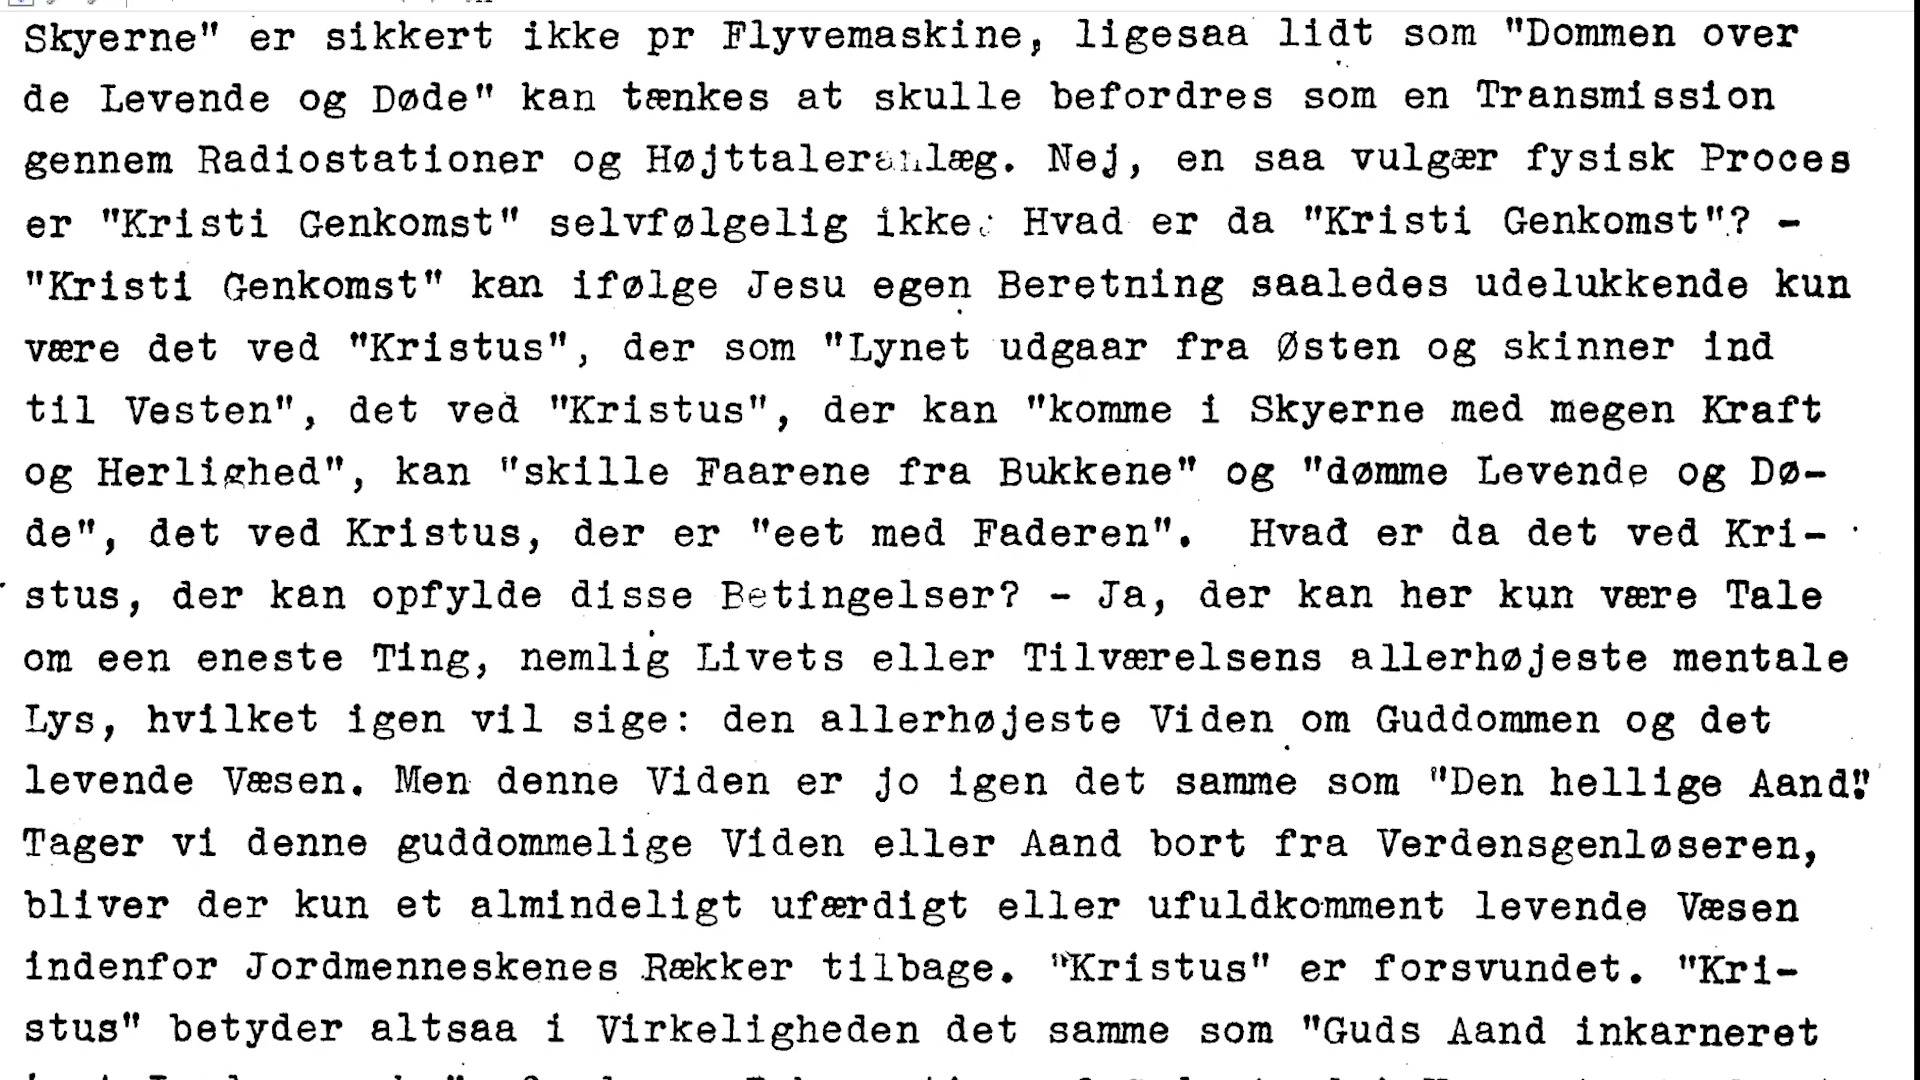 Skyerne" er sikkert ikke pr Flyvemaskine, ligesaa lidt som "Dommen over
de Levende og Døde" kan tænkes at skulle befordres som en Transmission
gennem Radiostationer og Højttaleranlæg. Nej, en saa vulgær fysisk Proces
er "Kristi Genkomst" selvfølgelig ikke. Hvad er da "Kristi Genkomst"? -
"Kristi Genkomst" kan ifølge Jesu egen Beretning saaledes udelukkende kun
være det ved "Kristus", der som "Lynet udgaar fra Østen og skinner ind
til Vesten", det ved "Kristus", der kan "komme i Skyerne med megen Kraft
og Herlighed", kan "skille Faarene fra Bukkene" og "dømme Levende og Dø-
de", det ved Kristus, der er "eet med Faderen". Hvad er da det ved Kri-
stus, der kan opfylde disse Betingelser? - Ja, der kan her kun være Tale
om een eneste Ting, nemlig Livets eller Tilværelsens allerhøjeste mentale
Lys, hvilket igen vil sige: den allerhøjeste Viden om Guddommen og det
levende Væsen. Men denne Viden er jo igen det samme som "Den hellige Aand".
Tager vi denne guddommelige Viden eller Aand bort fra Verdensgenløseren,
bliver der kun et almindeligt ufærdigt eller ufuldkomment levende Væsen
indenfor Jordmenneskenes Rækker tilbage. "Kristus" er forsvundet. "Kri-
stus" betyder altsaa i Virkeligheden det samme som "Guds Aand inkarneret